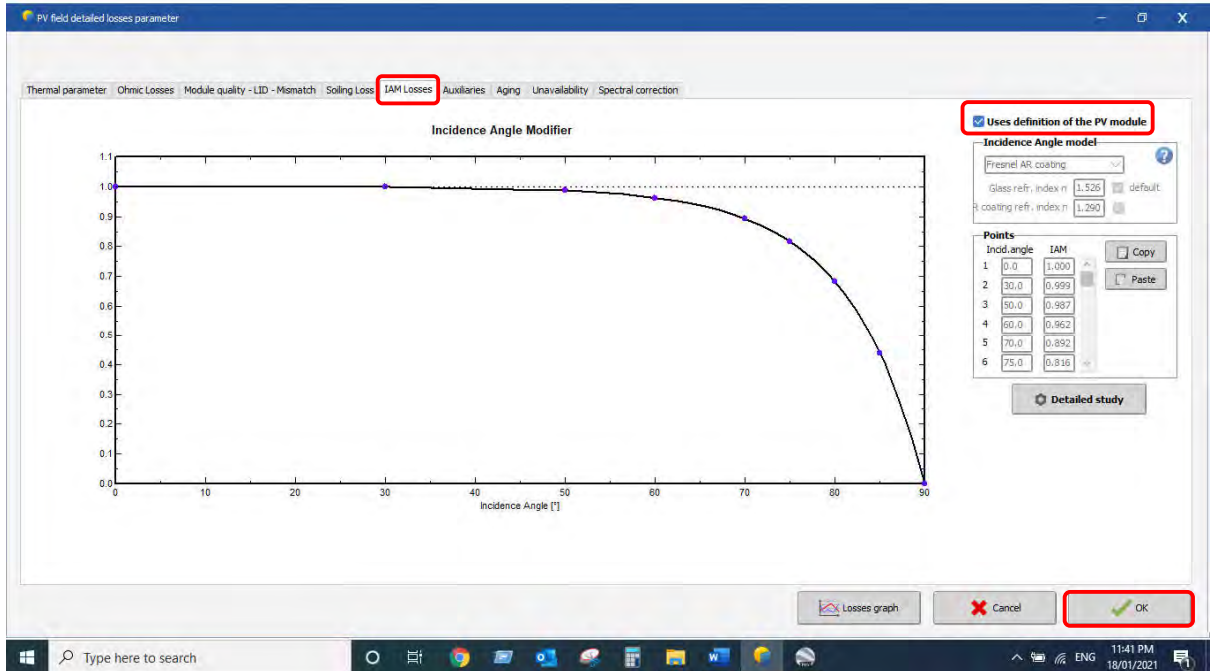 PV field detailed losses parameter
Thermal parameter Ohmic Losses Module quality - LID - Mismatch Soiling Loss IAM Losses Auxiliaries Aging Unavailability Spectral correction
Incidence Angle Modifier
1.1
1.0
0.9
0.8
0.7
0.6
0.5
0.4
0.3
0.2
0.1
0.0
0 10 20 30 40 50 60 70 80 90
Incidence Angle [°]
Uses definition of the PV module
Incidence Angle model
Fresnel AR coating
Glass refr. index n 1.526 default
R coating refr. index n 1.290
Points
Incid.angle IAM
1 0.0 1.000
2 30.0 0.999
3 50.0 0.987
4 60.0 0.962
5 70.0 0.892
6 75.0 0.816
Copy
Paste
Detailed study
Losses graph Cancel OK
Type here to search
ENG
11:41 PM
18/01/2021